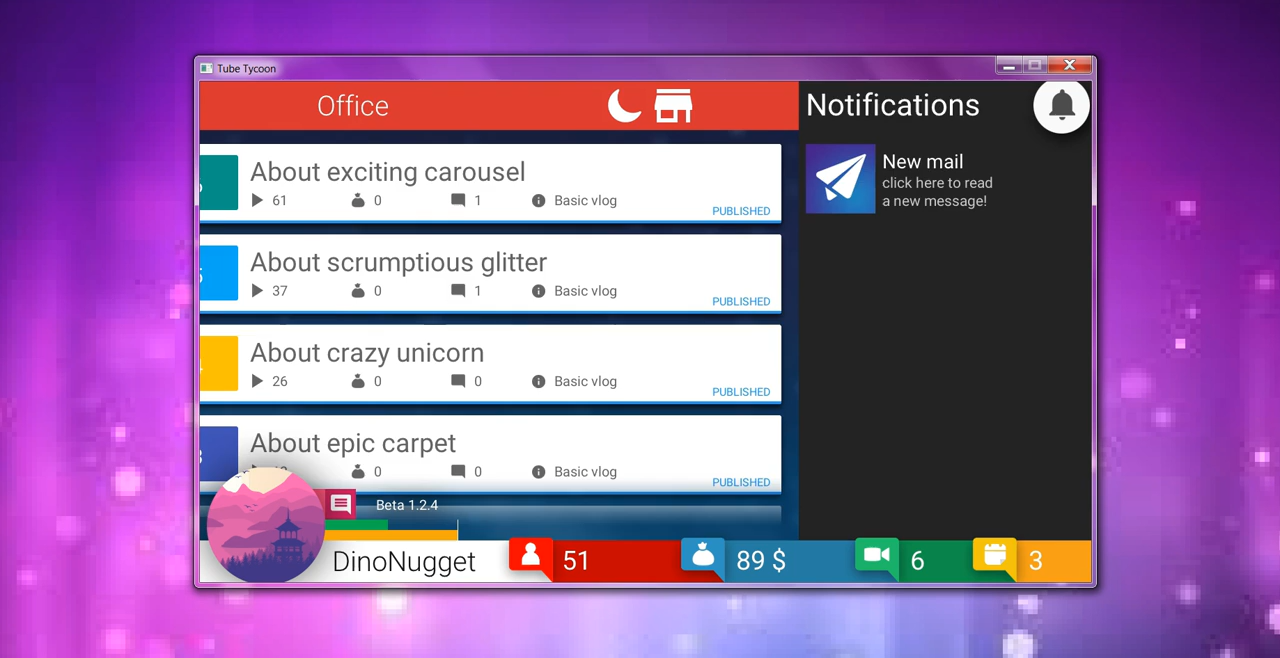 Tube Tycoon
Office
Notifications
About exciting carousel
61 0 1 Basic vlog
PUBLISHED
New mail
click here to read
a new message!
About scrumptious glitter
37 0 1 Basic vlog
PUBLISHED
About crazy unicorn
26 0 0 Basic vlog
PUBLISHED
About epic carpet
0 0 Basic vlog
PUBLISHED
Beta 1.2.4
DinoNugget
51
89 $
6
3